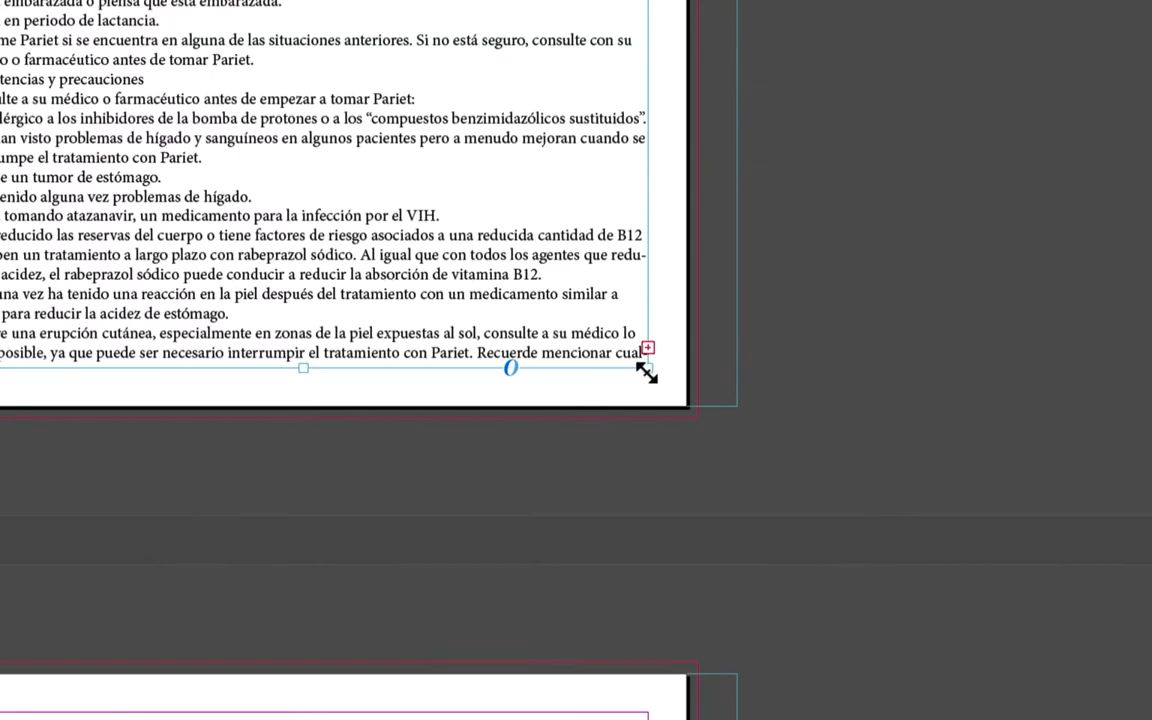 embarazada o piensa que está embarazada.
en periodo de lactancia.
me Pariet si se encuentra en alguna de las situaciones anteriores. Si no está seguro, consulte con su
o o farmacéutico antes de tomar Pariet.
tencias y precauciones
ulte a su médico o farmacéutico antes de empezar a tomar Pariet:
lérgico a los inhibidores de la bomba de protones o a los “compuestos benzimidazólicos sustituidos”.
an visto problemas de hígado y sanguíneos en algunos pacientes pero a menudo mejoran cuando se
umpe el tratamiento con Pariet.
e un tumor de estómago.
enido alguna vez problemas de hígado.
tomando atazanavir, un medicamento para la infección por el VIH.
reducido las reservas del cuerpo o tiene factores de riesgo asociados a una reducida cantidad de B12
ben un tratamiento a largo plazo con rabeprazol sódico. Al igual que con todos los agentes que redu-
acidez, el rabeprazol sódico puede conducir a reducir la absorción de vitamina B12.
una vez ha tenido una reacción en la piel después del tratamiento con un medicamento similar a
para reducir la acidez de estómago.
e una erupción cutánea, especialmente en zonas de la piel expuestas al sol, consulte a su médico lo
posible, ya que puede ser necesario interrumpir el tratamiento con Pariet. Recuerde mencionar cual